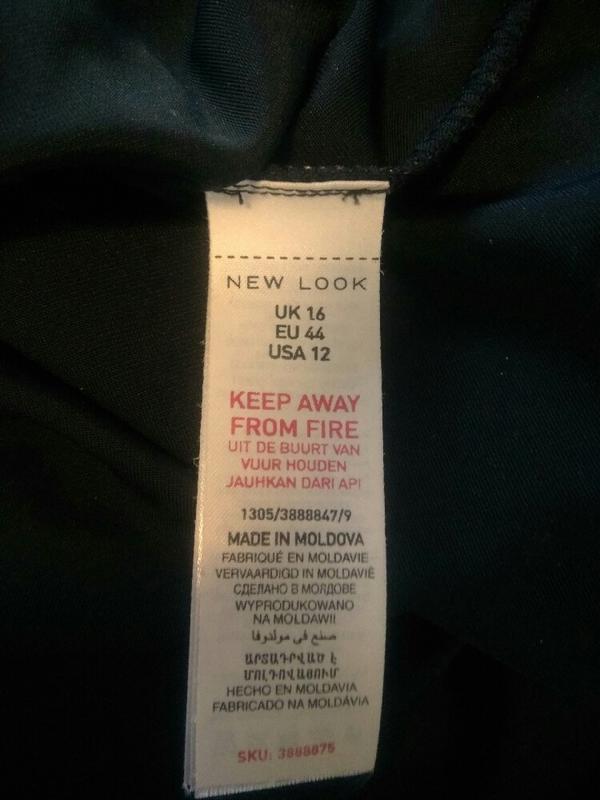 NEW LOOK
UK 16
EU 44
USA 12
KEEP AWAY
FROM FIRE
UIT DE BUURT VAN
VUUR HOUDEN
JAUHKAN DARI API
1305/3888847/9
MADE IN MOLDOVA
FABRIQUÉ EN MOLDAVIE
VERVAARDIGD IN MOLDAVIË
СДЕЛАНО В МОЛДОВЕ
WYPRODUKOWANO
NA MOLDAWII
صنع في مولدوفا
ԱՐՏԱԴՐՎԱԾ Է
ՄՈԼԴՈՎԱՅՈՒՄ
HECHO EN MOLDAVIA
FABRICADO NA MOLDÁVIA
SKU: 3888875